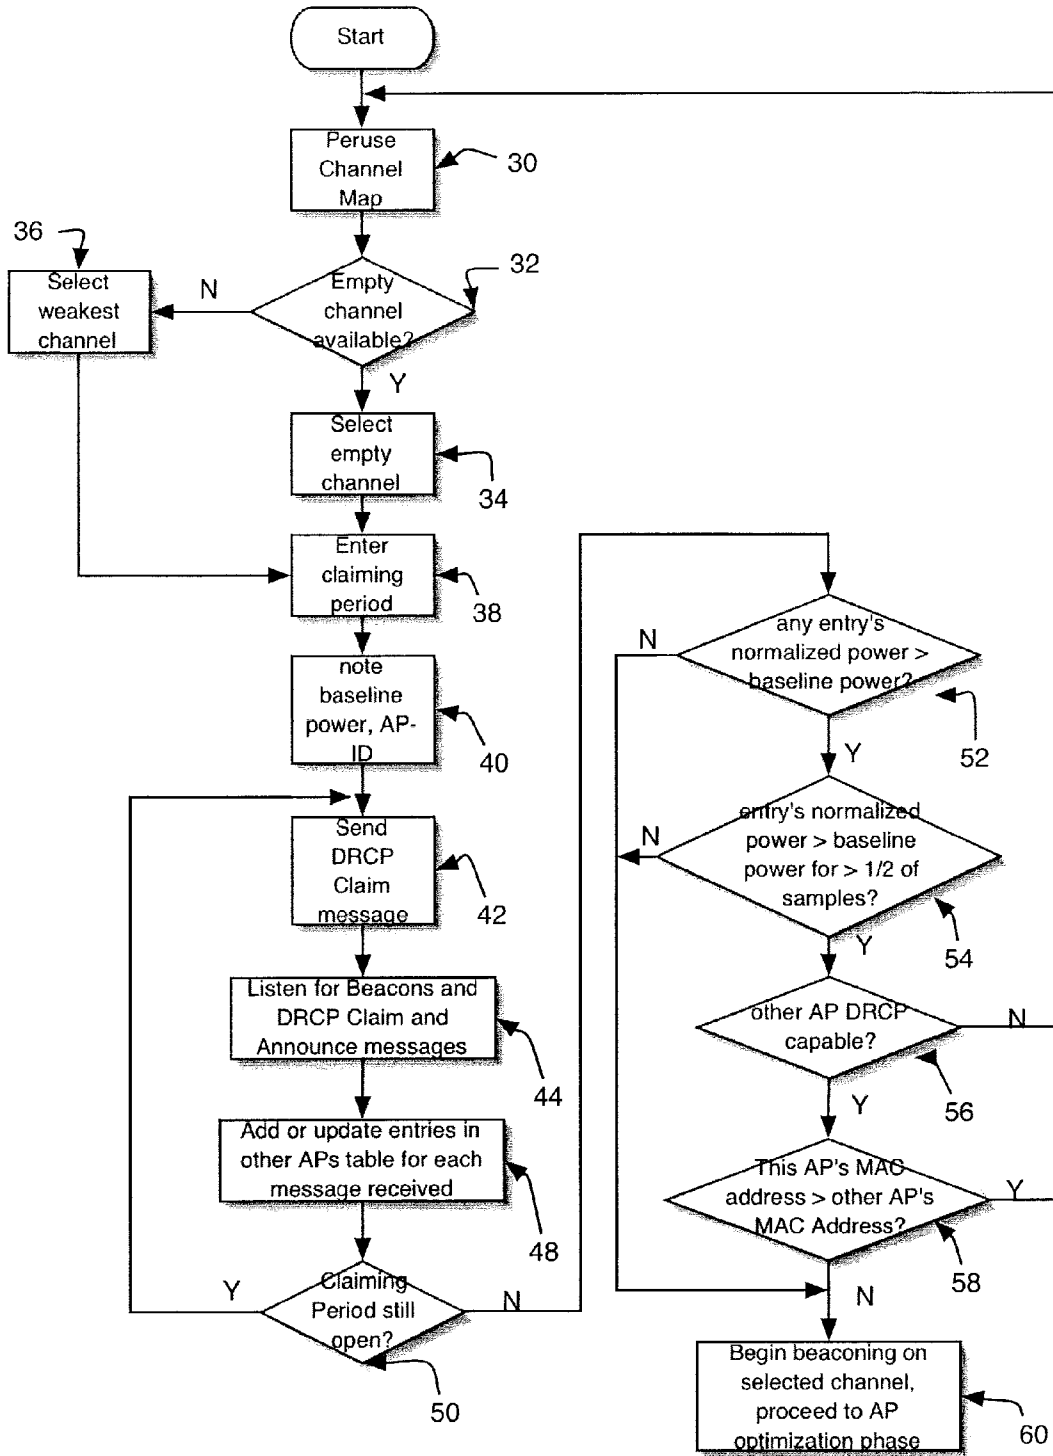 Start
Peruse
Channel
Map
30
36
Select
weakest
channel
N
Empty
channel
available?
32
Y
Select
empty
channel
34
Enter
claiming
period
38
note
baseline
power, AP-
ID
40
Send
DRCP
Claim
message
42
Listen for Beacons and
DRCP Claim and
Announce messages
44
Add or update entries in
other APs table for each
message received
48
Claiming
Period still
open?
Y
N
50
any entry's
normalized power >
baseline power?
N
52
Y
entry's normalized
power > baseline
power for > 1/2 of
samples?
N
54
Y
other AP DRCP
capable?
N
56
Y
This AP's MAC
address > other AP's
MAC Address?
Y
58
N
Begin beaconing on
selected channel,
proceed to AP
optimization phase
60